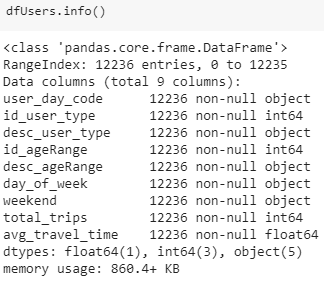 dfUsers.info()
<class 'pandas.core.frame.DataFrame'>
RangeIndex: 12236 entries, 0 to 12235
Data columns (total 9 columns):
user_day_code      12236 non-null object
id_user_type       12236 non-null int64
desc_user_type     12236 non-null object
id_ageRange        12236 non-null int64
desc_ageRange      12236 non-null object
day_of_week        12236 non-null object
weekend            12236 non-null object
total_trips        12236 non-null int64
avg_travel_time    12236 non-null float64
dtypes: float64(1), int64(3), object(5)
memory usage: 860.4+ KB